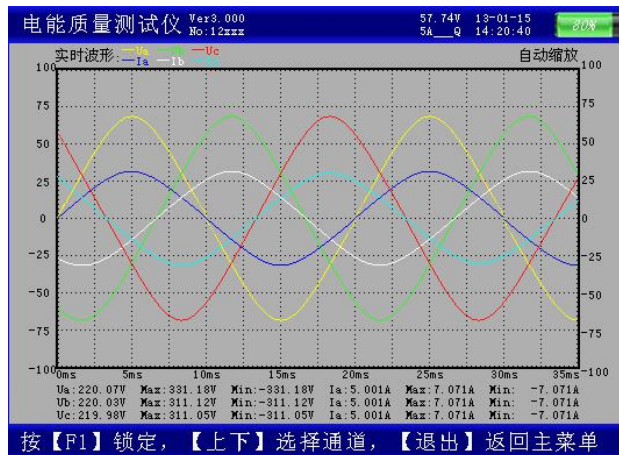 电能质量测试仪 Ver3.000 57.74V 13-01-15 80%
No:12xxx 5A___Q 14:20:40
实时波形: Ua Ub Uc 自动缩放
Ia Ib Ic
100 100
75 75
50 50
25 25
0 0
-25 -25
-50 -50
-75 -75
-100 -100
0ms 5ms 10ms 15ms 20ms 25ms 30ms 35ms
Ua:220.07V Max:331.18V Min:-331.18V Ia:5.001A Max:7.071A Min: -7.071A
Ub:220.03V Max:311.12V Min:-311.12V Ia:5.001A Max:7.071A Min: -7.071A
Uc:219.98V Max:311.05V Min:-311.05V Ia:5.001A Max:7.071A Min: -7.071A
按【F1】锁定，【上下】选择通道，【退出】返回主菜单